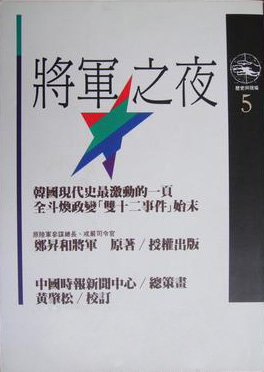 將軍之夜
歷史與現場
5
韓國現代史最激動的一頁
全斗煥政變「雙十二事件」始末
原陸軍參謀總長、戒嚴司令官
鄭昇和將軍 原著/授權出版
中國時報新聞中心/總策畫
黃肇松/校訂